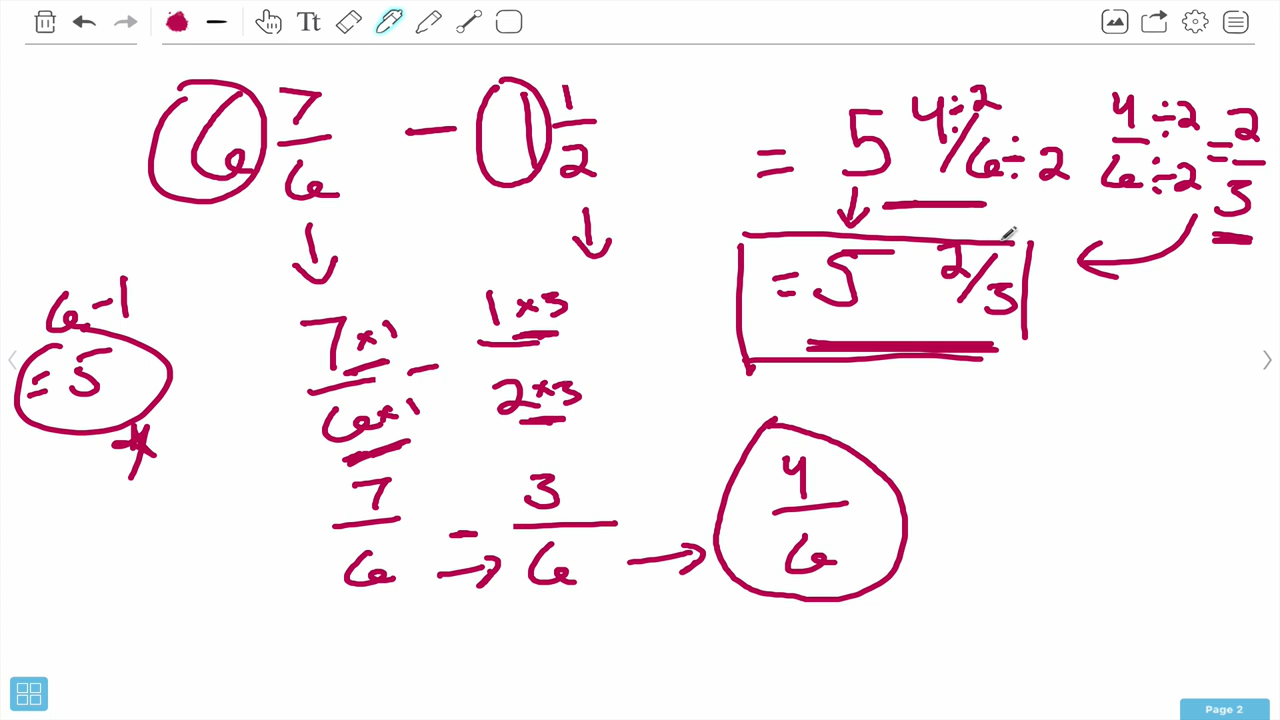 Tt
6 7/6 - 1 1/2
= 5 4÷2/6÷2
4÷2/6÷2 = 2/3
= 5 2/3
6-1
= 5
7×1/6×1 - 1×3/2×3
7/6 - 3/6 → 4/6
Page 2